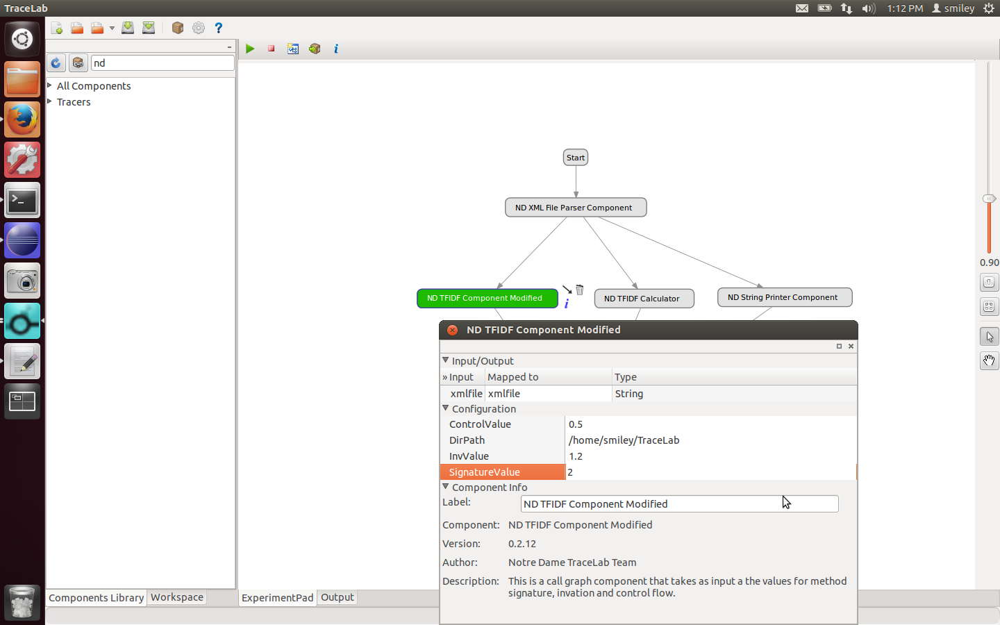 TraceLab
1:12 PM
smiley
nd
All Components
Tracers
Start
ND XML File Parser Component
ND TFIDF Component Modified
ND TFIDF Calculator
ND String Printer Component
0.90
ND TFIDF Component Modified
Input/Output
» Input Mapped to Type
xmlfile xmlfile String
Configuration
ControlValue 0.5
DirPath /home/smiley/TraceLab
InvValue 1.2
SignatureValue 2
Component Info
Label: ND TFIDF Component Modified
Component: ND TFIDF Component Modified
Version: 0.2.12
Author: Notre Dame TraceLab Team
Description: This is a call graph component that takes as input a the values for method
signature, invation and control flow.
Components Library Workspace
ExperimentPad Output